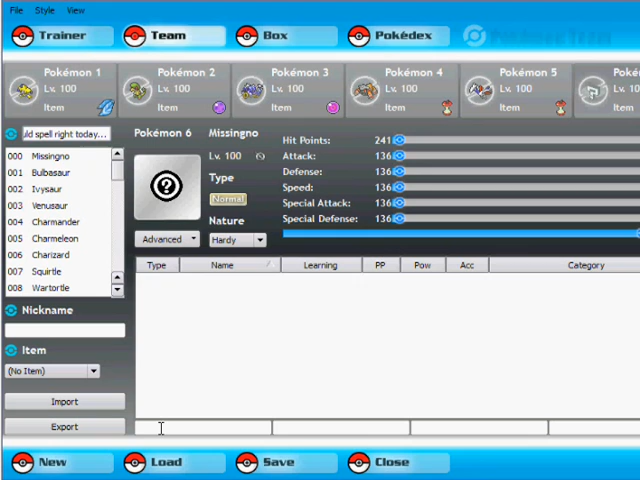 File Style View
Trainer Team Box Pokédex
Pokémon 1 Pokémon 2 Pokémon 3 Pokémon 4 Pokémon 5 Poké
Lv. 100 Lv. 100 Lv. 100 Lv. 100 Lv. 100 Lv. 10
Item Item Item Item Item Item
ıld spell right today... Pokémon 6 Missingno Hit Points: 241
000 Missingno Lv. 100 Attack: 136
001 Bulbasaur Type Defense: 136
002 Ivysaur Normal Speed: 136
003 Venusaur Special Attack: 136
004 Charmander Nature Special Defense: 136
005 Charmeleon Advanced Hardy
006 Charizard Type Name Learning PP Pow Acc Category
007 Squirtle
008 Wartortle
Nickname
Item
(No Item)
Import
Export
New Load Save Close